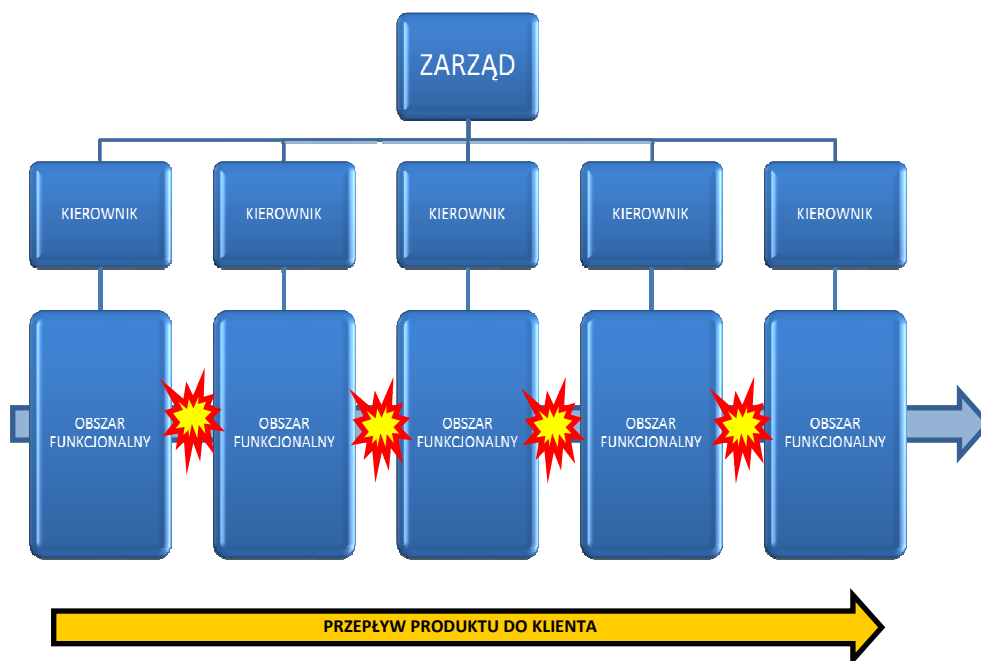 ZARZĄD
KIEROWNIK
KIEROWNIK
KIEROWNIK
KIEROWNIK
KIEROWNIK
OBSZAR
FUNKCJONALNY
OBSZAR
FUNKCJONALNY
OBSZAR
FUNKCJONALNY
OBSZAR
FUNKCJONALNY
OBSZAR
FUNKCJONALNY
PRZEPŁYW PRODUKTU DO KLIENTA